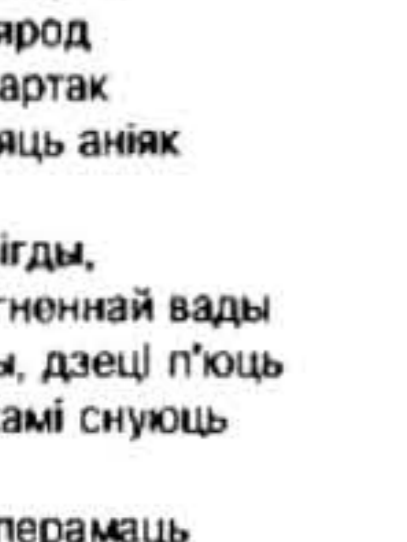 ярод
артак
яць аніяк
ігды,
гненнай вады
ы, дзеці п'юць
амі снуюць
перамаць